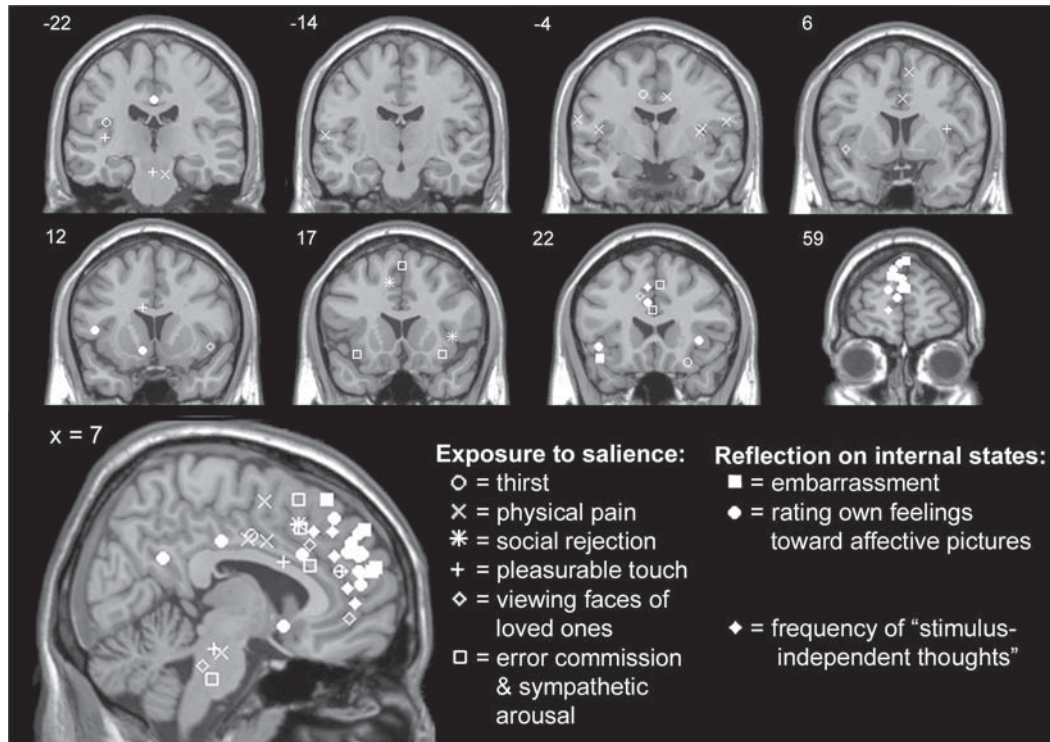 -22
-14
-4
6
12
17
22
59
x = 7
Exposure to salience:
= thirst
= physical pain
= social rejection
= pleasurable touch
= viewing faces of
loved ones
= error commission
& sympathetic
arousal
Reflection on internal states:
= embarrassment
= rating own feelings
toward affective pictures
= frequency of “stimulus-
independent thoughts”